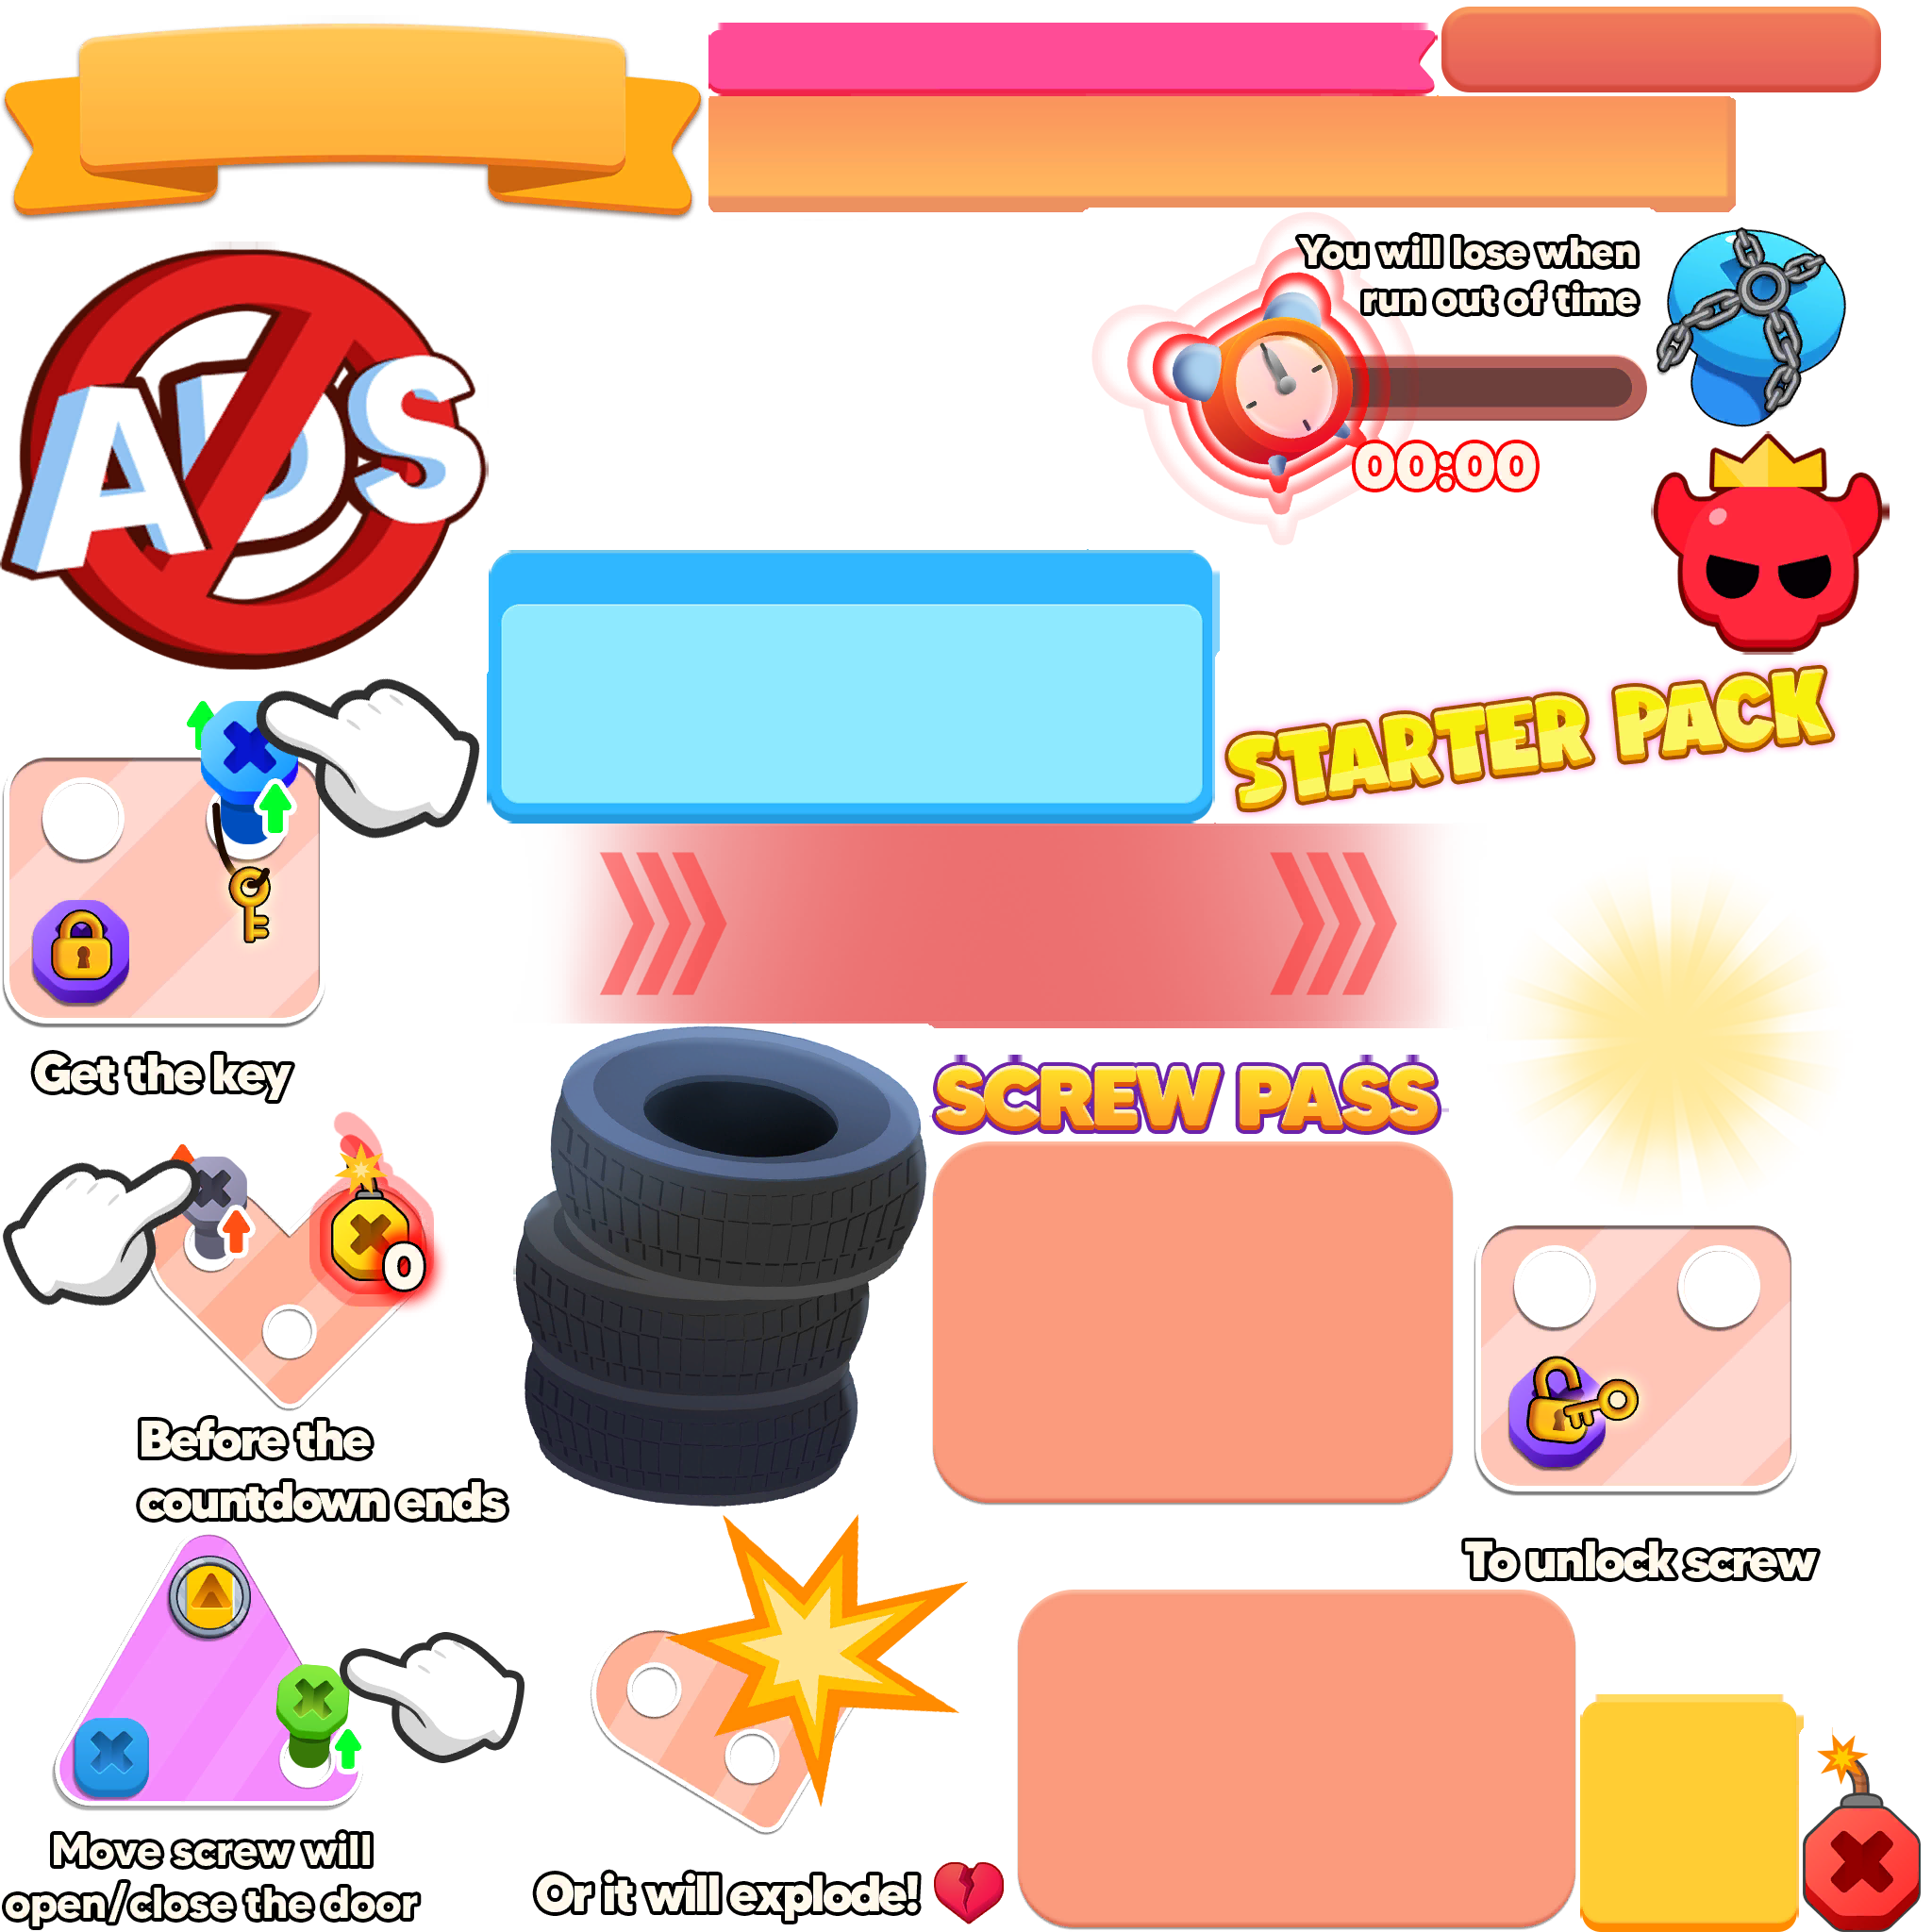 You will lose when
run out of time
ADS
00:00
STARTER PACK
Get the key
SCREW PASS
0
Before the
countdown ends
To unlock screw
Move screw will
open/close the door
Or it will explode!